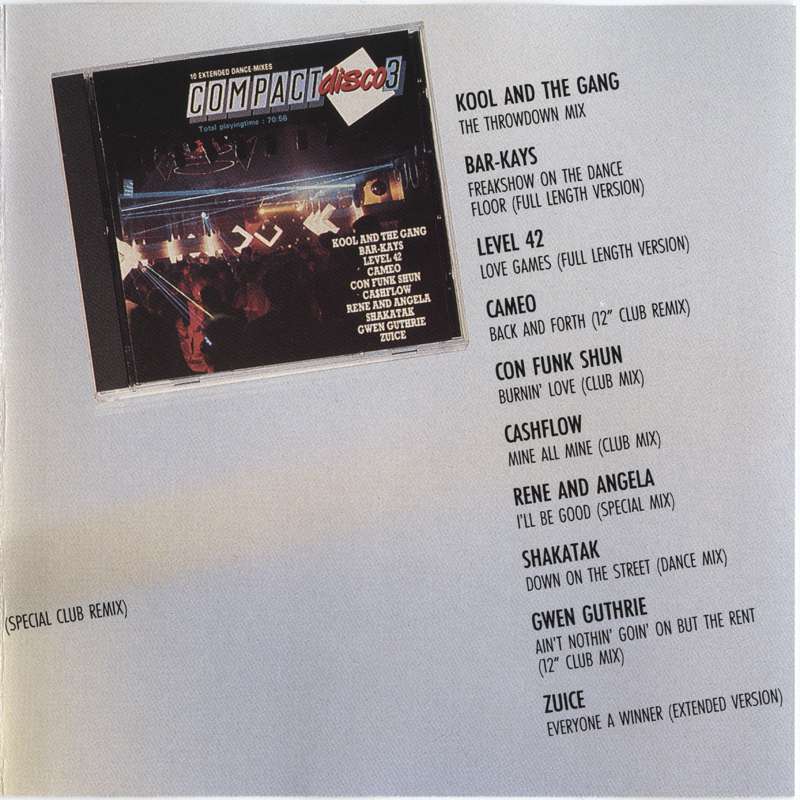 10 EXTENDED DANCE-MIXES
COMPACT disco 3
Total playingtime : 70:56
KOOL AND THE GANG
BAR-KAYS
LEVEL 42
CAMEO
CON FUNK SHUN
CA$HFLOW
RENE AND ANGELA
SHAKATAK
GWEN GUTHRIE
ZUICE
KOOL AND THE GANG
THE THROWDOWN MIX
BAR-KAYS
FREAKSHOW ON THE DANCE
FLOOR (FULL LENGTH VERSION)
LEVEL 42
LOVE GAMES (FULL LENGTH VERSION)
CAMEO
BACK AND FORTH (12" CLUB REMIX)
CON FUNK SHUN
BURNIN' LOVE (CLUB MIX)
CASHFLOW
MINE ALL MINE (CLUB MIX)
RENE AND ANGELA
I'LL BE GOOD (SPECIAL MIX)
SHAKATAK
DOWN ON THE STREET (DANCE MIX)
GWEN GUTHRIE
AIN'T NOTHIN' GOIN' ON BUT THE RENT
(12" CLUB MIX)
ZUICE
EVERYONE A WINNER (EXTENDED VERSION)
(SPECIAL CLUB REMIX)